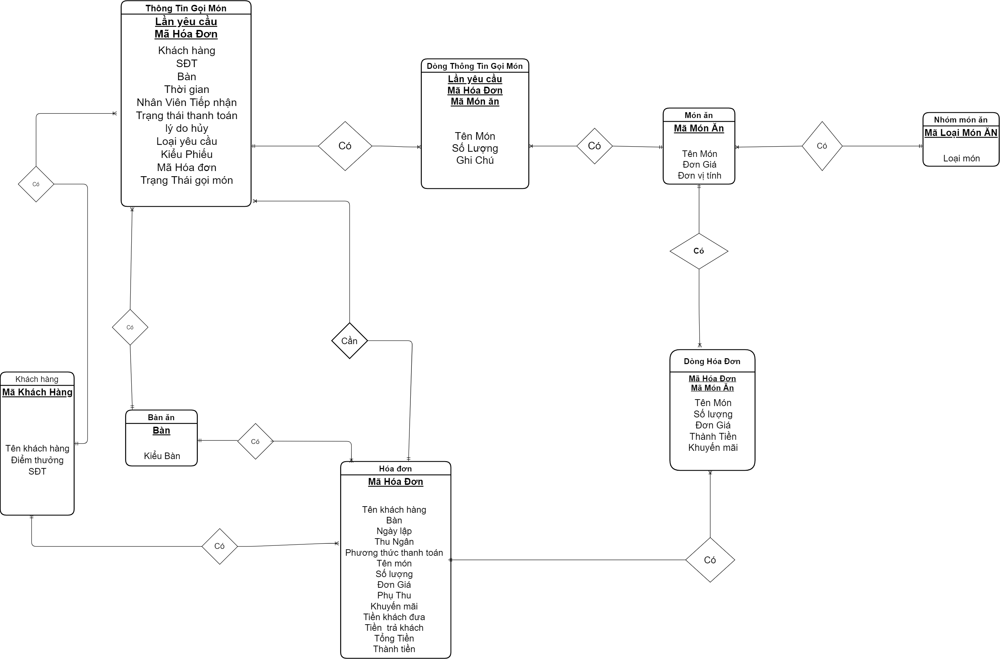 Thông Tin Gọi Món
Lần yêu cầu
Mã Hóa Đơn
Khách hàng
SĐT
Bàn
Thời gian
Nhân Viên Tiếp nhận
Trạng thái thanh toán
lý do hủy
Loại yêu cầu
Kiểu Phiếu
Mã Hóa đơn
Trạng Thái gọi món
Có
Dòng Thông Tin Gọi Món
Lần yêu cầu
Mã Hóa Đơn
Mã Món ăn
Tên Món
Số Lượng
Ghi Chú
Có
Món ăn
Mã Món Ăn
Tên Món
Đơn Giá
Đơn vị tính
Có
Nhóm món ăn
Mã Loại Món ĂN
Loại món
Có
Có
Có
Cần
Khách hàng
Mã Khách Hàng
Tên khách hàng
Điểm thưởng
SĐT
Bàn ăn
Bàn
Kiểu Bàn
Có
Dòng Hóa Đơn
Mã Hóa Đơn
Mã Món Ăn
Tên Món
Số lượng
Đơn Giá
Thành Tiền
Khuyến mãi
Có
Hóa đơn
Mã Hóa Đơn
Tên khách hàng
Bàn
Ngày lập
Thu Ngân
Phương thức thanh toán
Tên món
Số lượng
Đơn Giá
Phụ Thu
Khuyến mãi
Tiền khách đưa
Tiền trả khách
Tổng Tiền
Thành tiền
Có